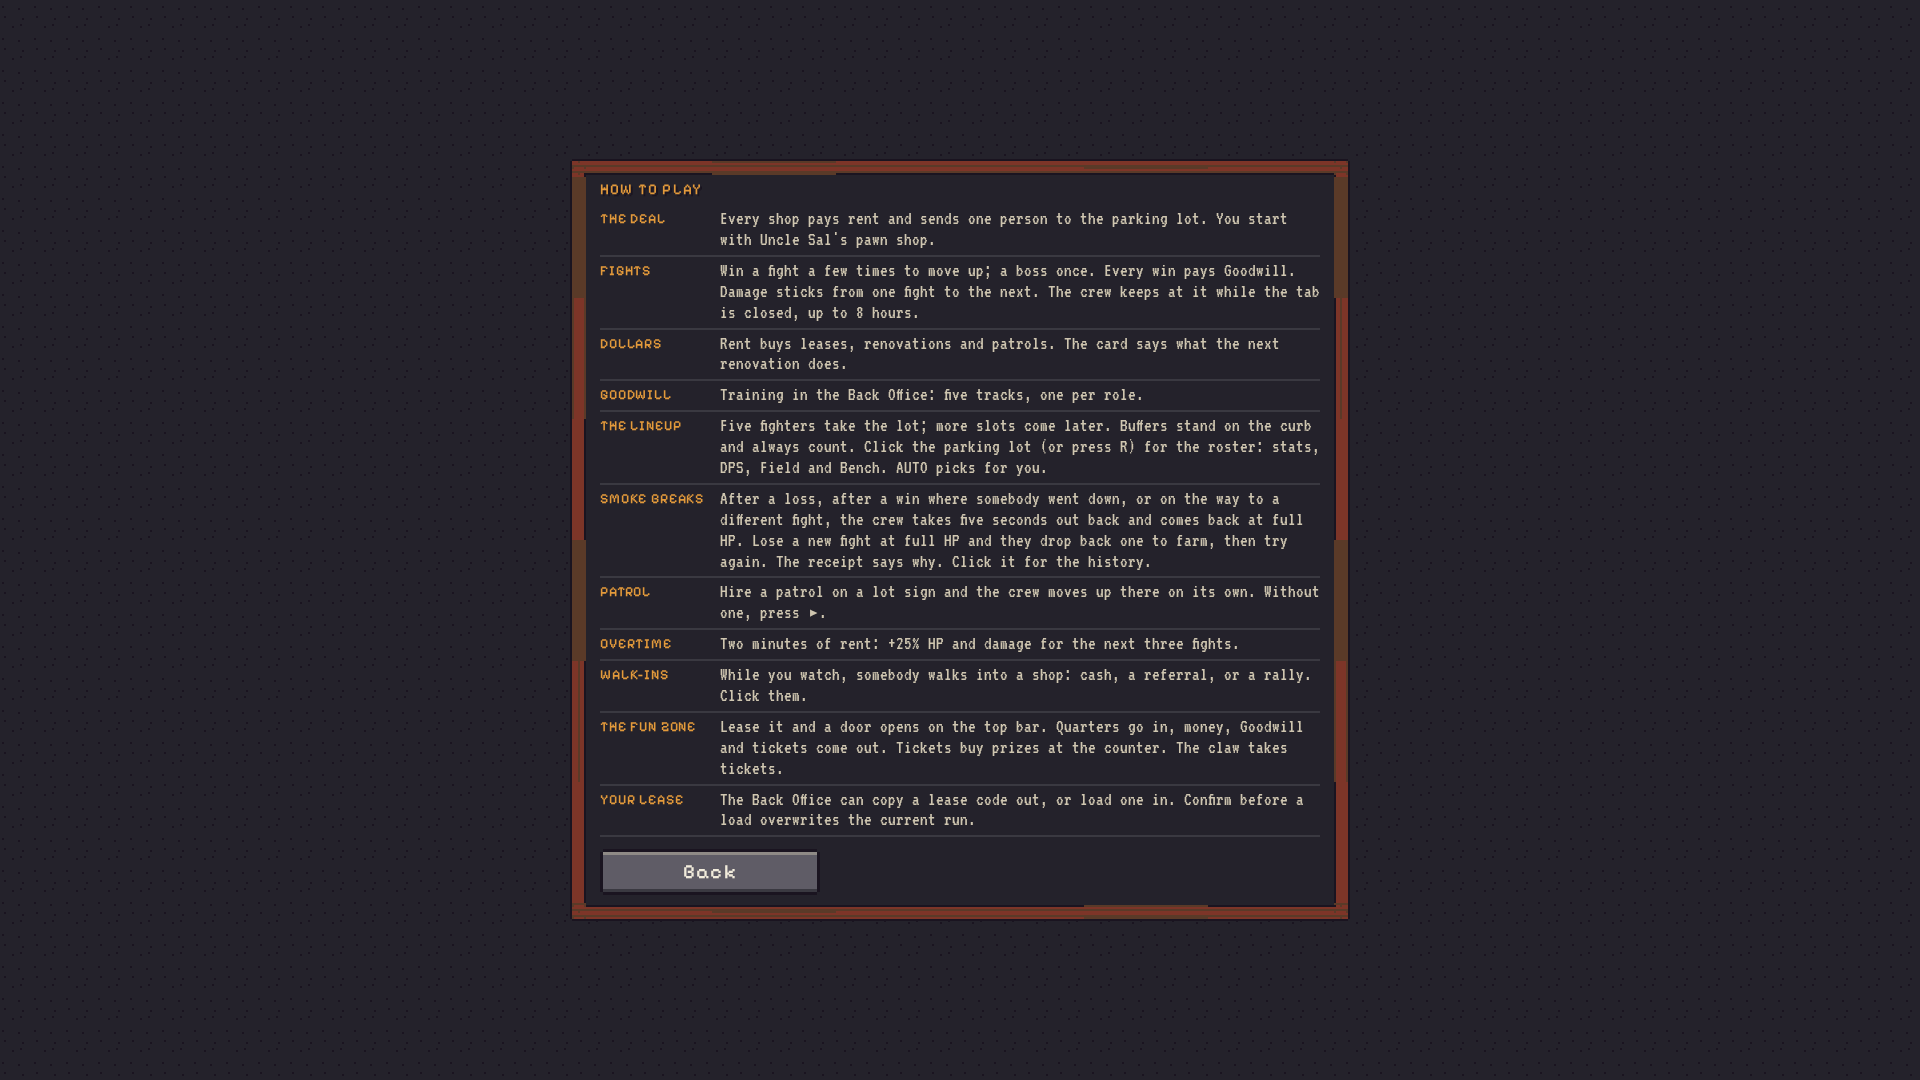 HOW TO PLAY
THE DEAL
Every shop pays rent and sends one person to the parking lot. You start
with Uncle Sal's pawn shop.
FIGHTS
Win a fight a few times to move up; a boss once. Every win pays Goodwill.
Damage sticks from one fight to the next. The crew keeps at it while the tab
is closed, up to 8 hours.
DOLLARS
Rent buys leases, renovations and patrols. The card says what the next
renovation does.
GOODWILL
Training in the Back Office: five tracks, one per role.
THE LINEUP
Five fighters take the lot; more slots come later. Buffers stand on the curb
and always count. Click the parking lot (or press R) for the roster: stats,
DPS, Field and Bench. AUTO picks for you.
SMOKE BREAKS
After a loss, after a win where somebody went down, or on the way to a
different fight, the crew takes five seconds out back and comes back at full
HP. Lose a new fight at full HP and they drop back one to farm, then try
again. The receipt says why. Click it for the history.
PATROL
Hire a patrol on a lot sign and the crew moves up there on its own. Without
one, press ►.
OVERTIME
Two minutes of rent: +25% HP and damage for the next three fights.
WALK-INS
While you watch, somebody walks into a shop: cash, a referral, or a rally.
Click them.
THE FUN ZONE
Lease it and a door opens on the top bar. Quarters go in, money, Goodwill
and tickets come out. Tickets buy prizes at the counter. The claw takes
tickets.
YOUR LEASE
The Back Office can copy a lease code out, or load one in. Confirm before a
load overwrites the current run.
Back